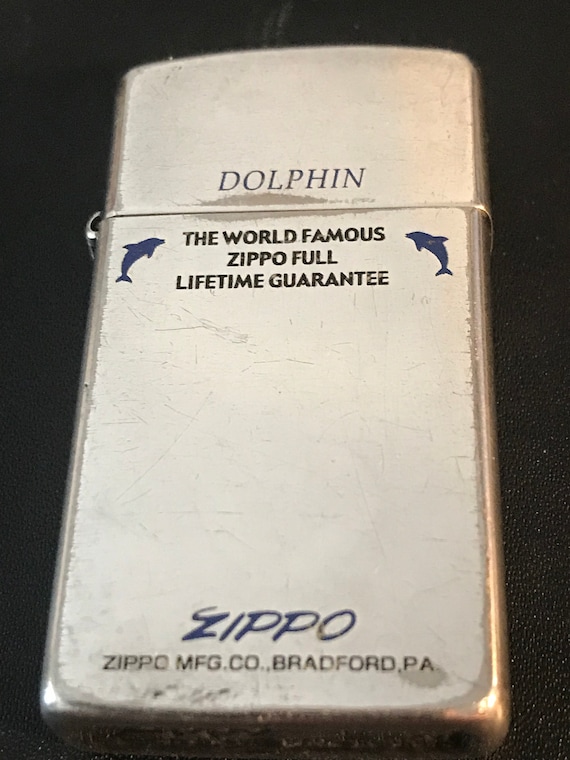 DOLPHIN
THE WORLD FAMOUS
ZIPPO FULL
LIFETIME GUARANTEE
ZIPPO
ZIPPO MFG.CO.,BRADFORD,PA.